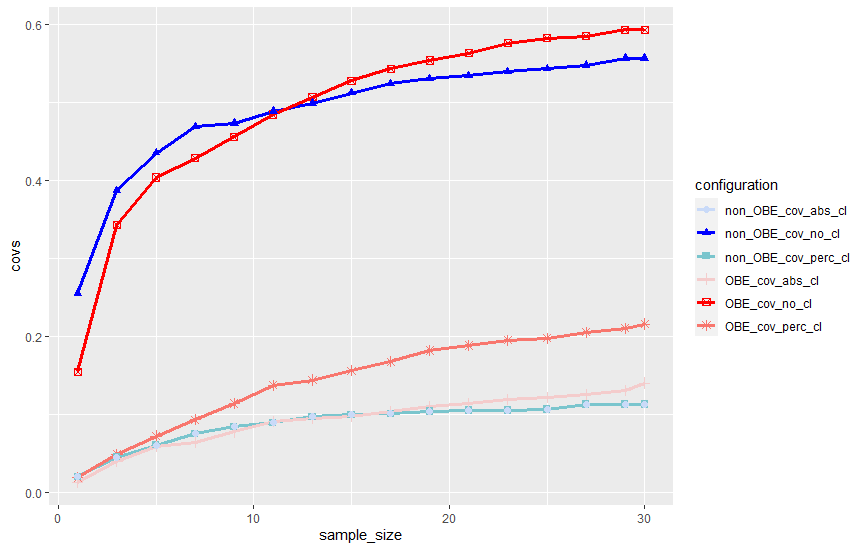 0.6
0.4
0.2
0.0
covs
0
10
20
30
sample_size
configuration
non_OBE_cov_abs_cl
non_OBE_cov_no_cl
non_OBE_cov_perc_cl
OBE_cov_abs_cl
OBE_cov_no_cl
OBE_cov_perc_cl